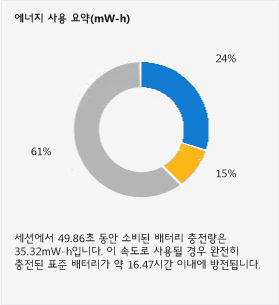 에너지 사용 요약(mW-h)
24%
61%
15%
세션에서 49.86초 동안 소비된 배터리 충전량은
35.32mW-h입니다. 이 속도로 사용될 경우 완전히
충전된 표준 배터리가 약 16.47시간 이내에 방전됩니다.